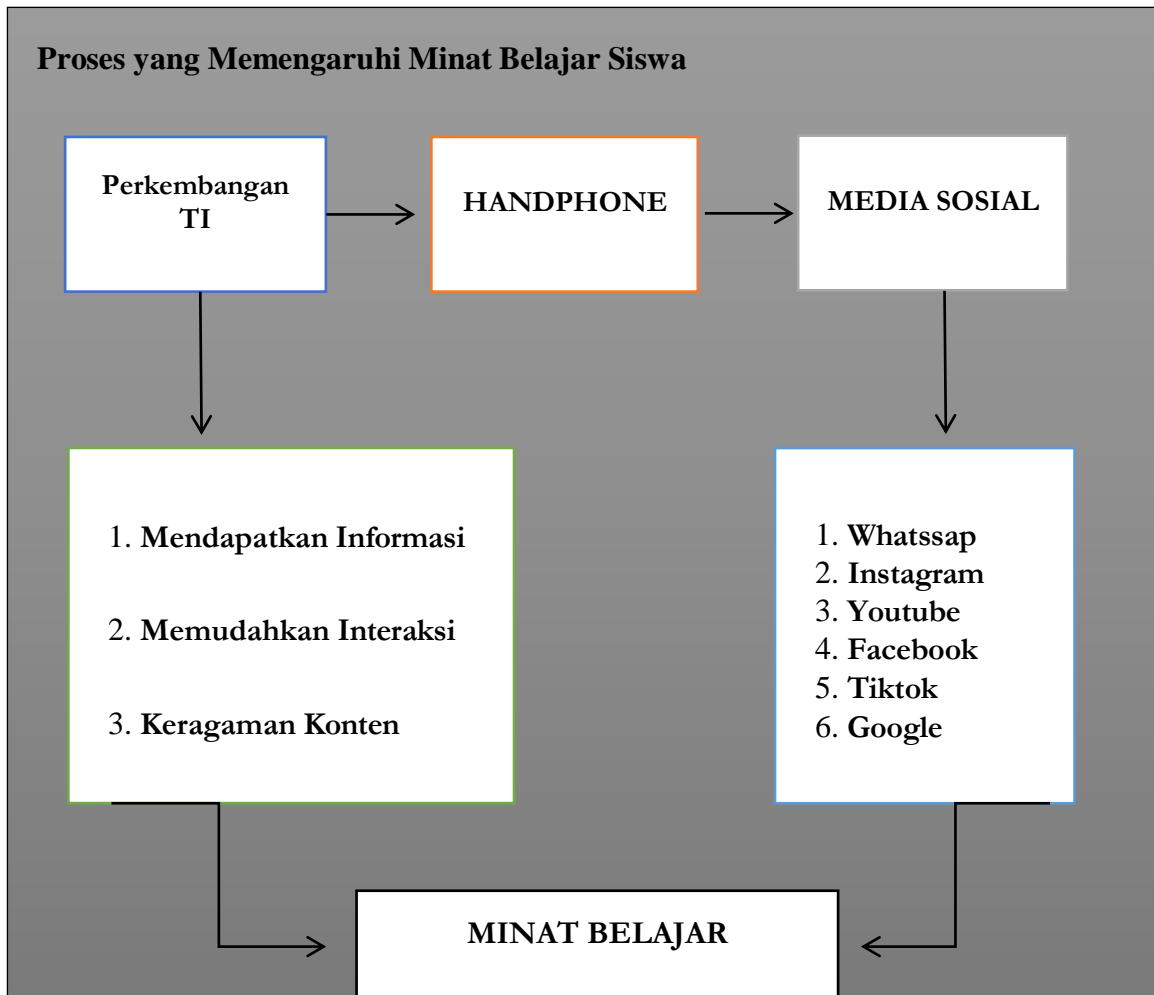 Proses yang Memengaruhi Minat Belajar Siswa
Perkembangan
TI
HANDPHONE
MEDIA SOSIAL
1. Mendapatkan Informasi
2. Memudahkan Interaksi
3. Keragaman Konten
1. Whatssap
2. Instagram
3. Youtube
4. Facebook
5. Tiktok
6. Google
MINAT BELAJAR